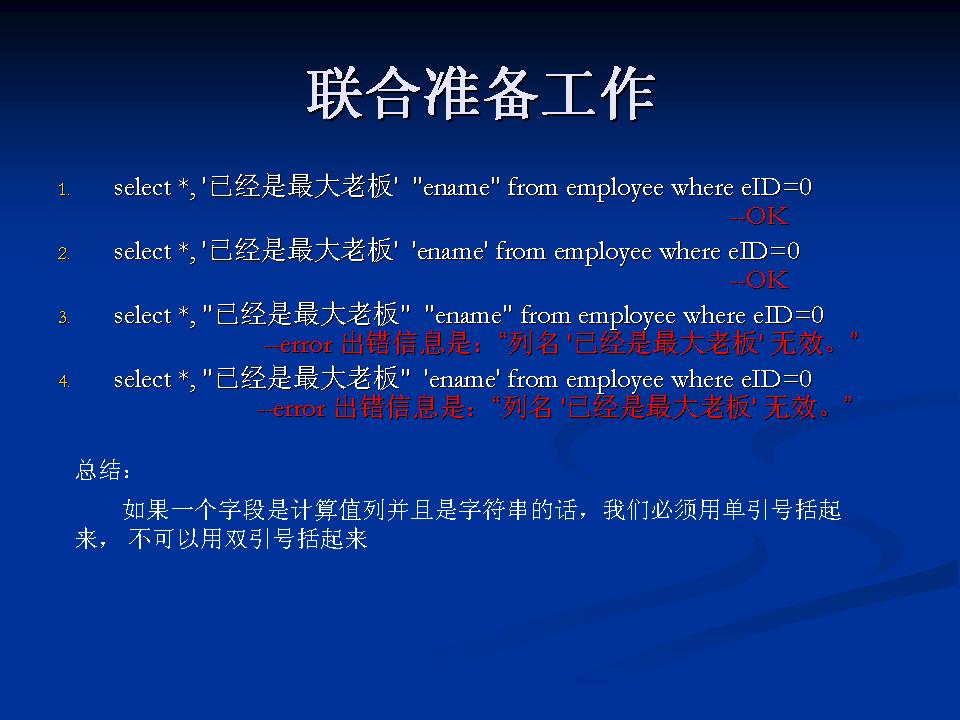 联合准备工作
1. select *, '已经是最大老板' "ename" from employee where eID=0
--OK
2. select *, '已经是最大老板' 'ename' from employee where eID=0
--OK
3. select *, "已经是最大老板" "ename" from employee where eID=0
--error 出错信息是：“列名 '已经是最大老板' 无效。”
4. select *, "已经是最大老板" 'ename' from employee where eID=0
--error 出错信息是：“列名 '已经是最大老板' 无效。”
总结：
如果一个字段是计算值列并且是字符串的话，我们必须用单引号括起
来， 不可以用双引号括起来